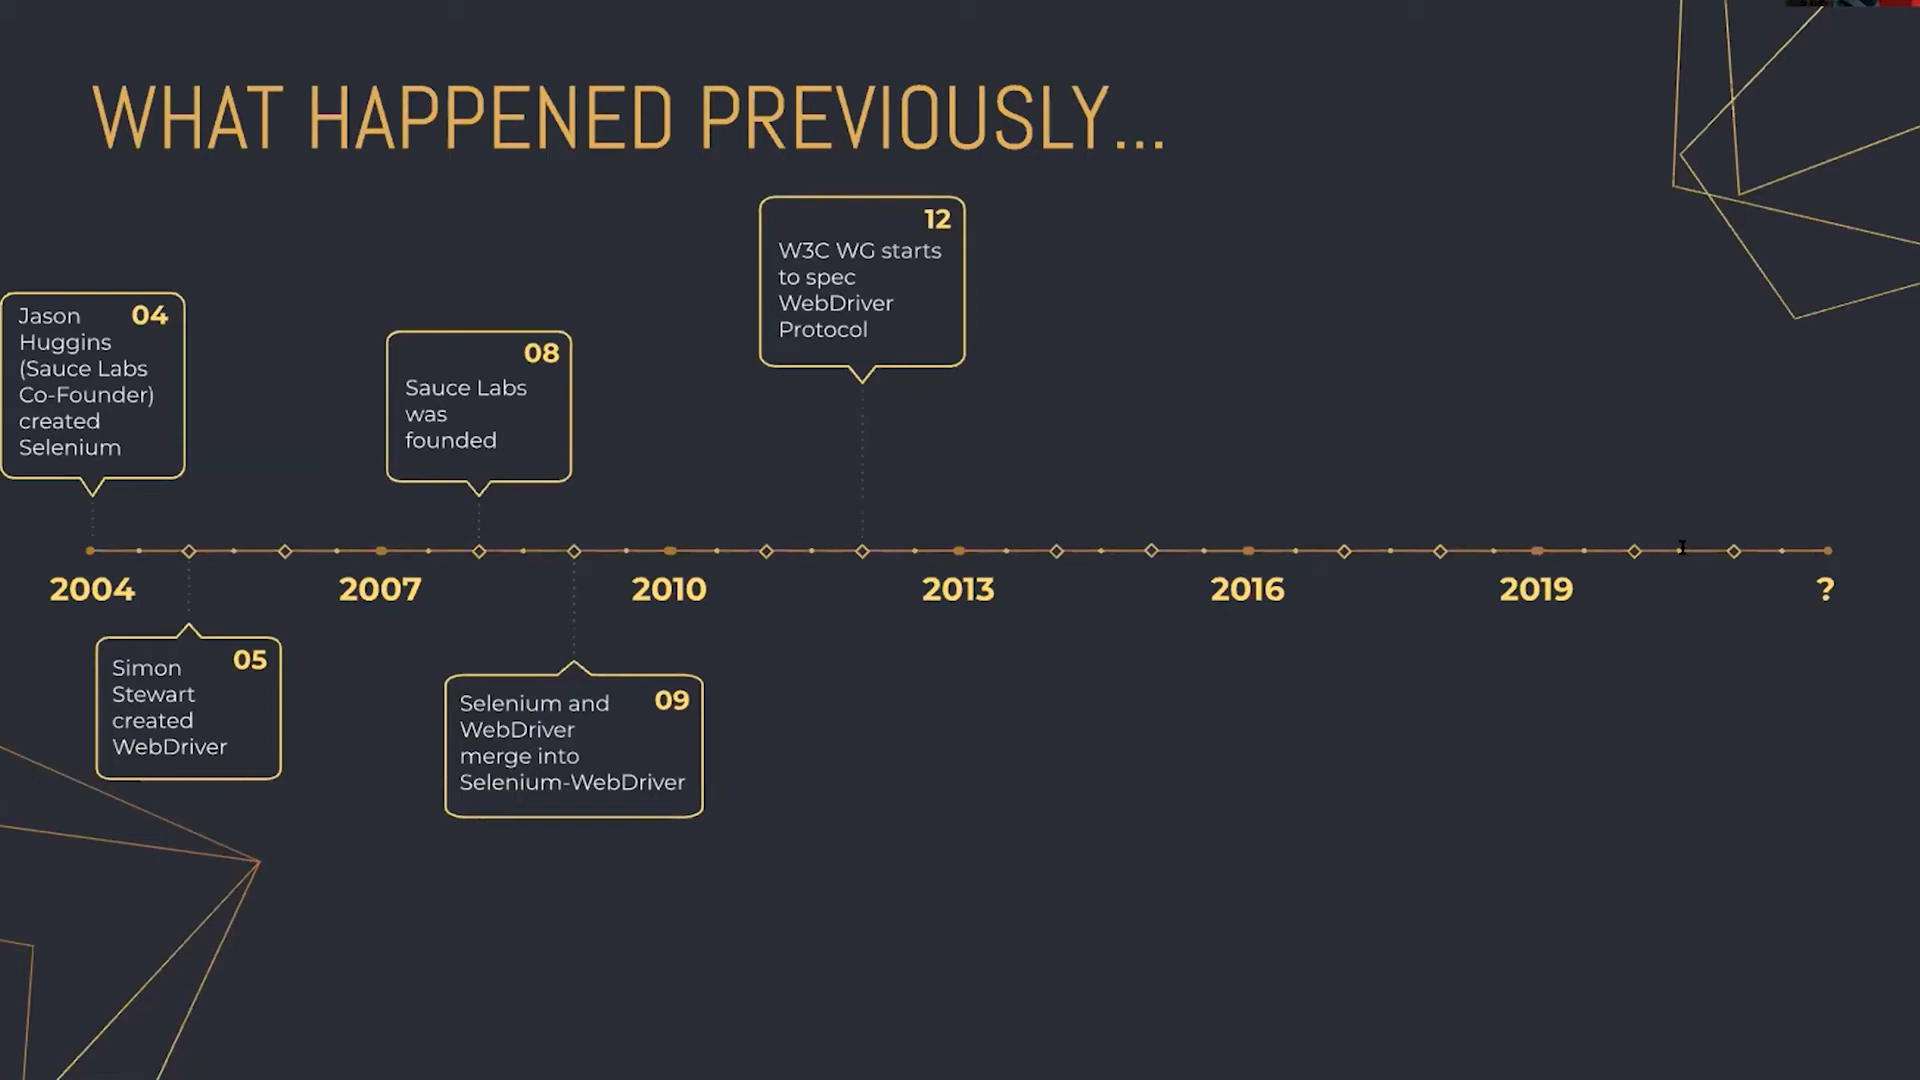 WHAT HAPPENED PREVIOUSLY...
12
W3C WG starts
to spec
WebDriver
Protocol
04
Jason
Huggins
(Sauce Labs
Co-Founder)
created
Selenium
08
Sauce Labs
was
founded
2004
2007
2010
2013
2016
2019
?
05
Simon
Stewart
created
WebDriver
09
Selenium and
WebDriver
merge into
Selenium-WebDriver